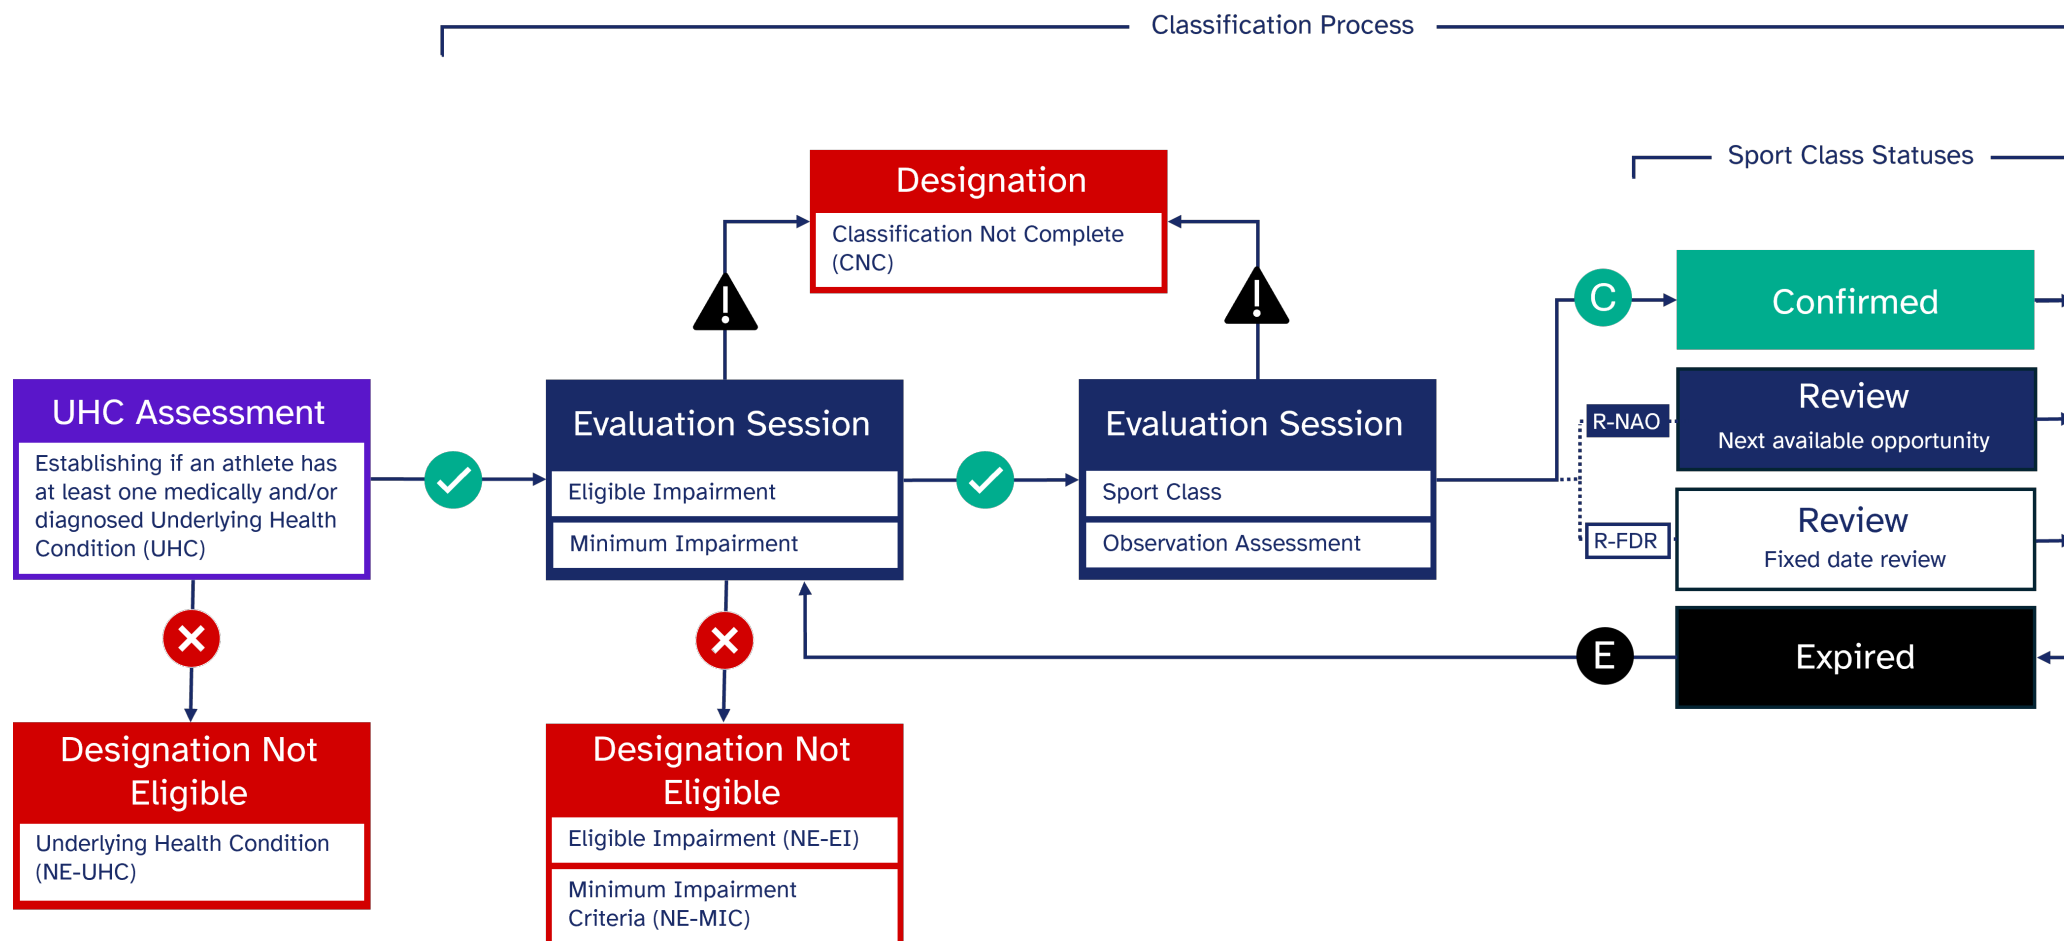 Classification Process
Sport Class Statuses
Designation
Classification Not Complete
(CNC)
C
Confirmed
UHC Assessment
Establishing if an athlete has
at least one medically and/or
diagnosed Underlying Health
Condition (UHC)
Evaluation Session
Eligible Impairment
Minimum Impairment
Evaluation Session
Sport Class
Observation Assessment
R-NAO
Review
Next available opportunity
R-FDR
Review
Fixed date review
E
Expired
Designation Not
Eligible
Underlying Health Condition
(NE-UHC)
Designation Not
Eligible
Eligible Impairment (NE-EI)
Minimum Impairment
Criteria (NE-MIC)